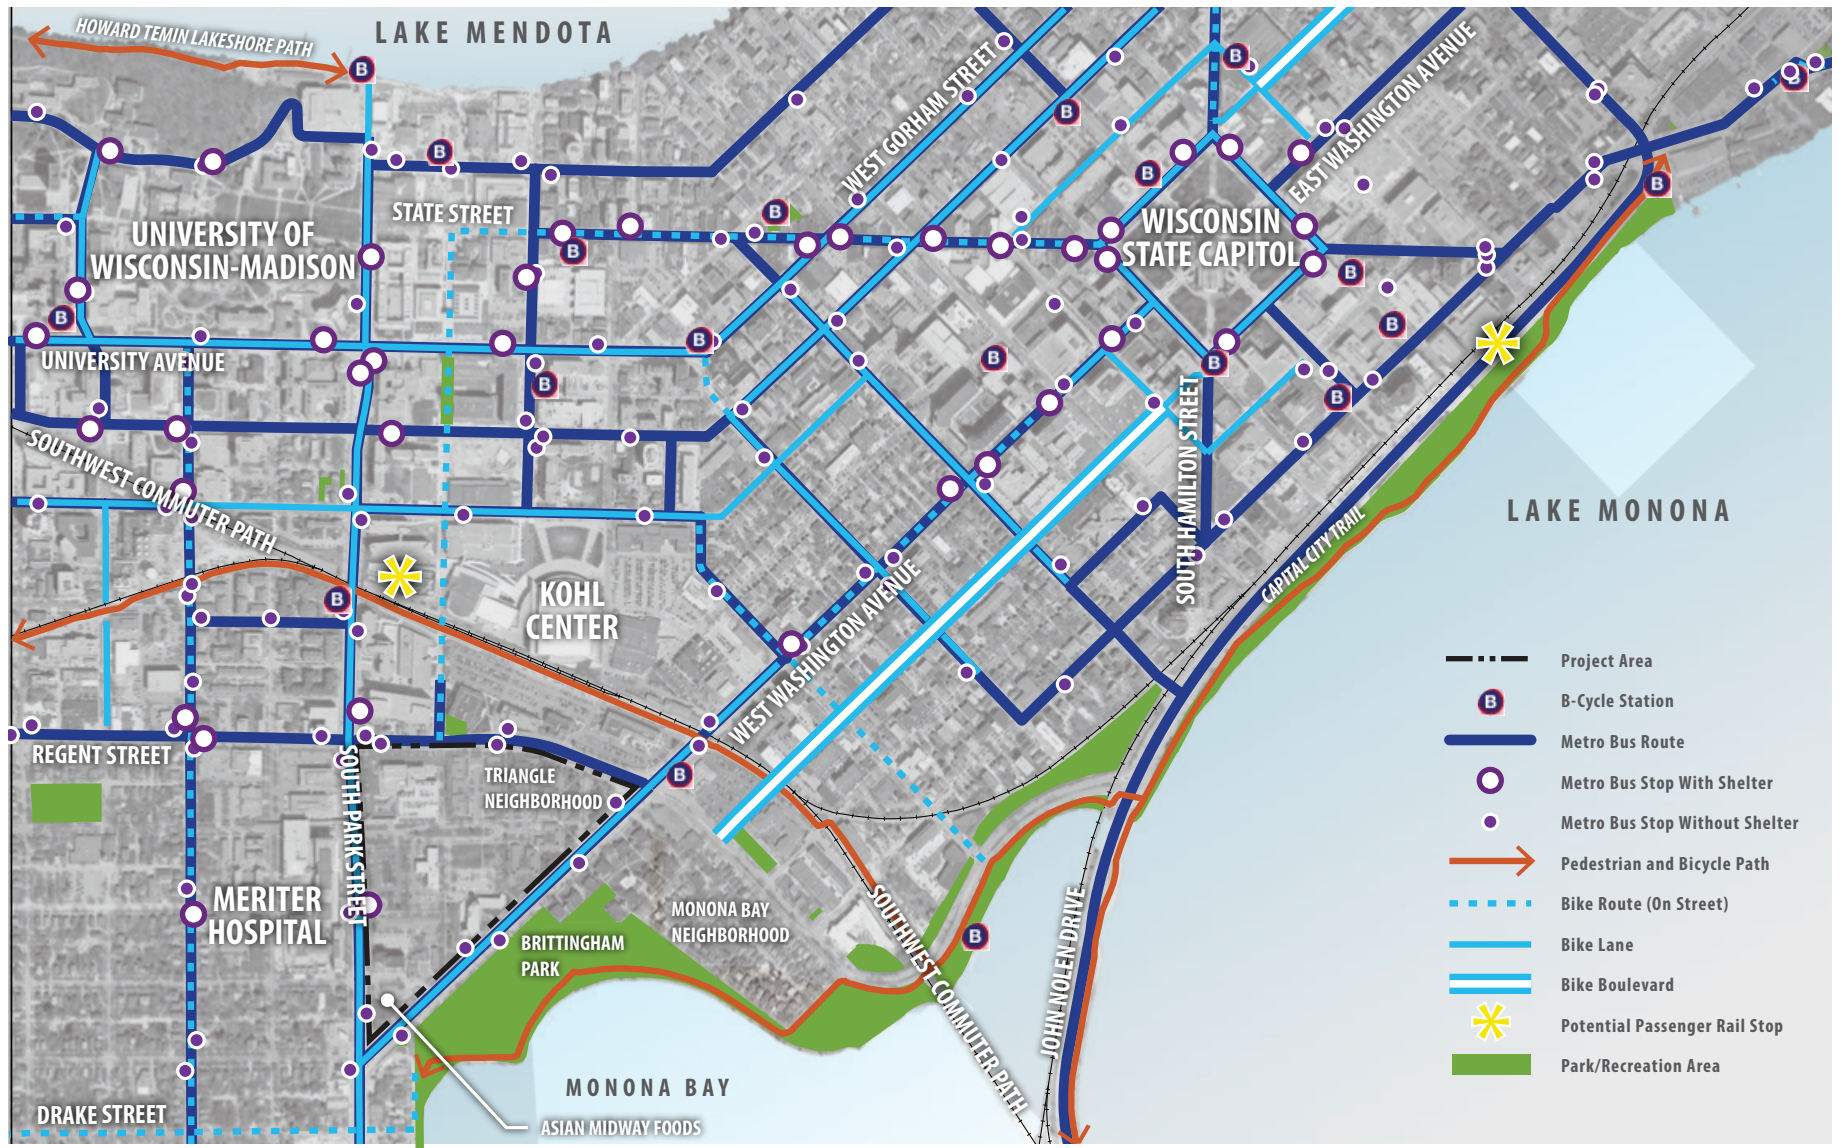 HOWARD TEMIN LAKESHORE PATH
LAKE MENDOTA
B
B
B
B
B
B
B
B
WEST GORHAM STREET
EAST WASHINGTON AVENUE
STATE STREET
UNIVERSITY OF
WISCONSIN-MADISON
WISCONSIN
STATE CAPITOL
B
B
B
B
B
B
B
B
B
UNIVERSITY AVENUE
SOUTHWEST COMMUTER PATH
SOUTH HAMILTON STREET
CAPITAL CITY TRAIL
LAKE MONONA
KOHL
CENTER
B
WEST WASHINGTON AVENUE
REGENT STREET
SOUTH PARK STREET
TRIANGLE
NEIGHBORHOOD
B
MERITER
HOSPITAL
BRITTINGHAM
PARK
MONONA BAY
NEIGHBORHOOD
B
SOUTHWEST COMMUTER PATH
JOHN NOLEN DRIVE
MONONA BAY
DRAKE STREET
ASIAN MIDWAY FOODS
Project Area
B
B-Cycle Station
Metro Bus Route
Metro Bus Stop With Shelter
Metro Bus Stop Without Shelter
Pedestrian and Bicycle Path
Bike Route (On Street)
Bike Lane
Bike Boulevard
Potential Passenger Rail Stop
Park/Recreation Area